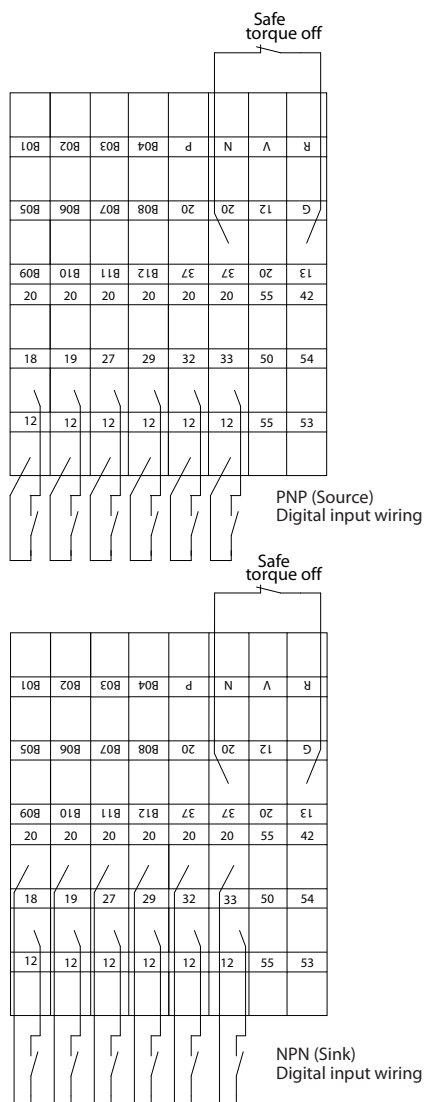 Safe
torque off
B01 B02 B03 B04 P N V R
B05 B06 B07 B08 20 20 12 G
B09 B10 B11 B12 37 37 20 13
20 20 20 20 20 20 55 42
18 19 27 29 32 33 50 54
12 12 12 12 12 12 55 53
PNP (Source)
Digital input wiring
Safe
torque off
B01 B02 B03 B04 P N V R
B05 B06 B07 B08 20 20 12 G
B09 B10 B11 B12 37 37 20 13
20 20 20 20 20 20 55 42
18 19 27 29 32 33 50 54
12 12 12 12 12 12 55 53
NPN (Sink)
Digital input wiring